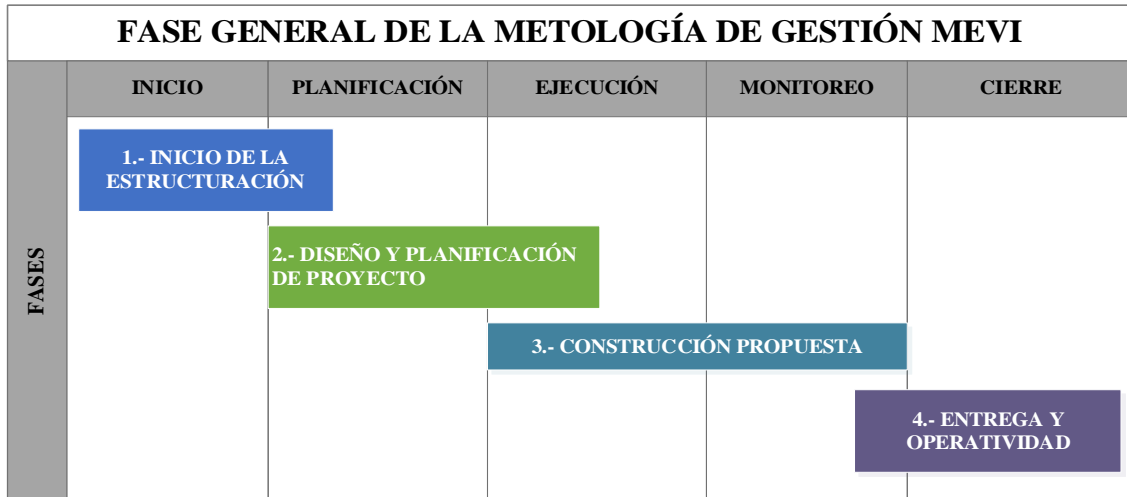 FASE GENERAL DE LA METOLOGÍA DE GESTIÓN MEVI
INICIO
PLANIFICACIÓN
EJECUCIÓN
MONITOREO
CIERRE
FASES
1.- INICIO DE LA
ESTRUCTURACIÓN
2.- DISEÑO Y PLANIFICACIÓN
DE PROYECTO
3.- CONSTRUCCIÓN PROPUESTA
4.- ENTREGA Y
OPERATIVIDAD